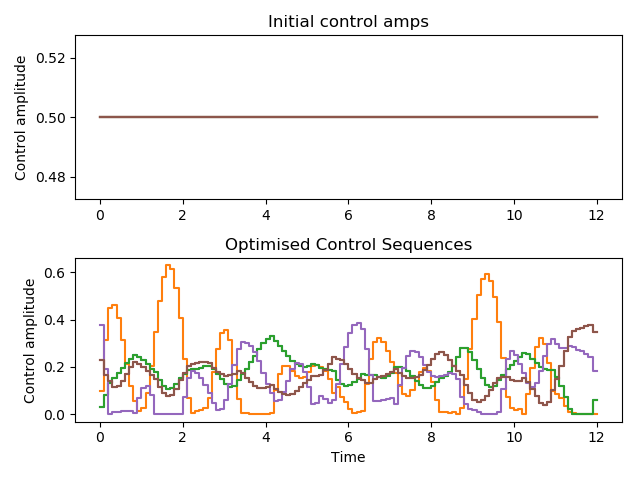 Initial control amps
Control amplitude
0.52
0.50
0.48
0 2 4 6 8 10 12
Optimised Control Sequences
Control amplitude
0.6
0.4
0.2
0.0
0 2 4 6 8 10 12
Time